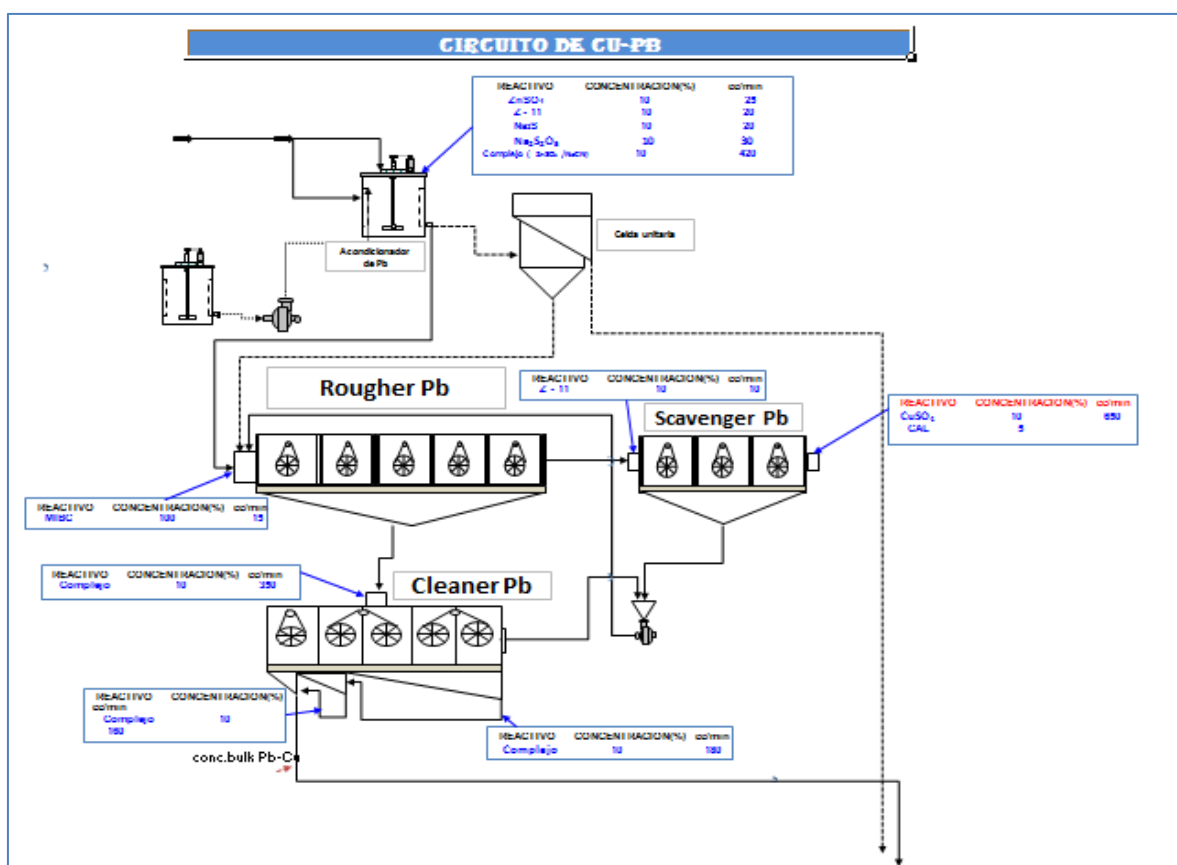 CIRCUITO DE CU-PB
REACTIVO CONCENTRACION(%) cc/min
ZnSO4 10 25
Z - 11 10 20
Na2S 10 20
Na2S2O5 10 30
Complejo ( /NaCN) 10 420
Celda unitaria
Acondicionador
de Pb
Rougher Pb
REACTIVO CONCENTRACION(%) cc/min
Z - 11 10 10
Scavenger Pb
REACTIVO CONCENTRACION(%) cc/min
CuSO4 10 650
CAL 5
REACTIVO CONCENTRACION(%) cc/min
MIBC 100 15
REACTIVO CONCENTRACION(%) cc/min
Complejo 10 350
Cleaner Pb
REACTIVO CONCENTRACION(%)
cc/min
Complejo 10
160
REACTIVO CONCENTRACION(%) cc/min
Complejo 10 180
conc.bulk Pb-C